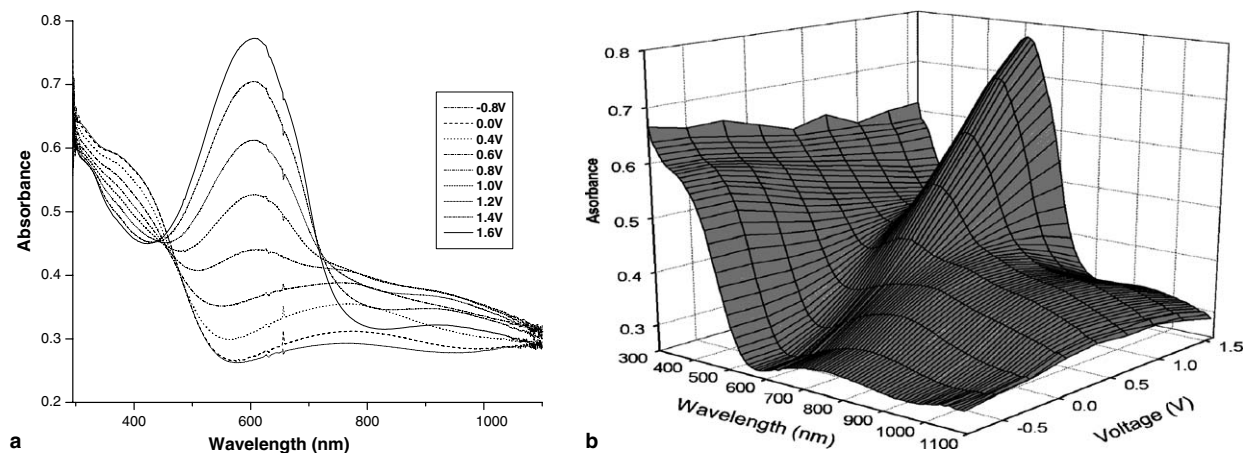 0.8
0.7
0.6
0.5
0.4
0.3
0.2
Absorbance
400 600 800 1000
Wavelength (nm)
-0.8V
0.0V
0.4V
0.6V
0.8V
1.0V
1.2V
1.4V
1.6V
a
0.8
0.7
0.6
0.5
0.4
0.3
Asorbance
300 400 500 600 700 800 900 1000 1100
Wavelength (nm)
-0.5 0.0 0.5 1.0 1.5
Voltage (V)
b